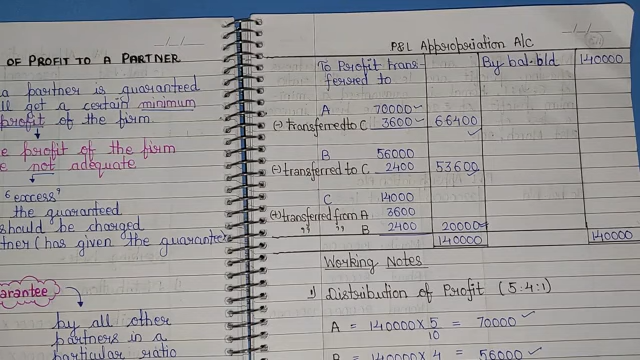 OF PROFIT TO A PARTNER
a partner is guaranteed
get a certain minimum
profit of the firm
profit of the firm
not adequate
"excess"
the guaranteed
should be charged
(has given the guarantee)
by all other
partners in a
particular ratio
P&L Appropriation A/c
To Profit trans- By bal. b/d 140000
ferred to
A 70000
(-) transferred to C 3600 66400
B 56000
(-) transferred to C 2400 53600
C 14000
(+) transferred from A 3600
,, ,, B 2400 20000
140000 140000
Working Notes
1) Distribution of Profit (5:4:1)
A = 140000 × 5/10 = 70000
B = 140000 × 4 = 56000